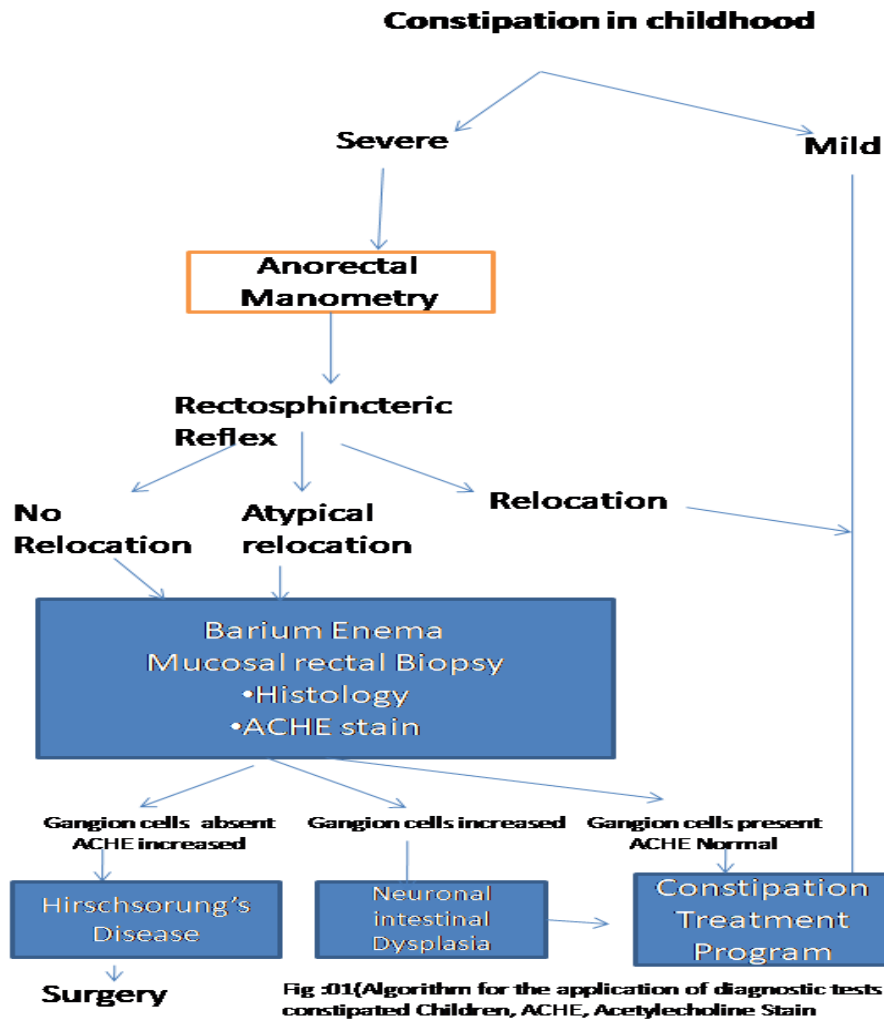 Constipation in childhood
Severe
Mild
Anorectal
Manometry
Rectosphincteric
Reflex
No
Relocation
Atypical
relocation
Relocation
Barium Enema
Mucosal rectal Biopsy
•Histology
•ACHE stain
Gangion cells absent
ACHE increased
Gangion cells increased
Gangion cells present
ACHE Normal
Hirschsorung's
Disease
Neuronal
intestinal
Dysplasia
Constipation
Treatment
Program
Surgery
Fig :01(Algorithm for the application of diagnostic tests
constipated Children, ACHE, Acetylecholine Stain